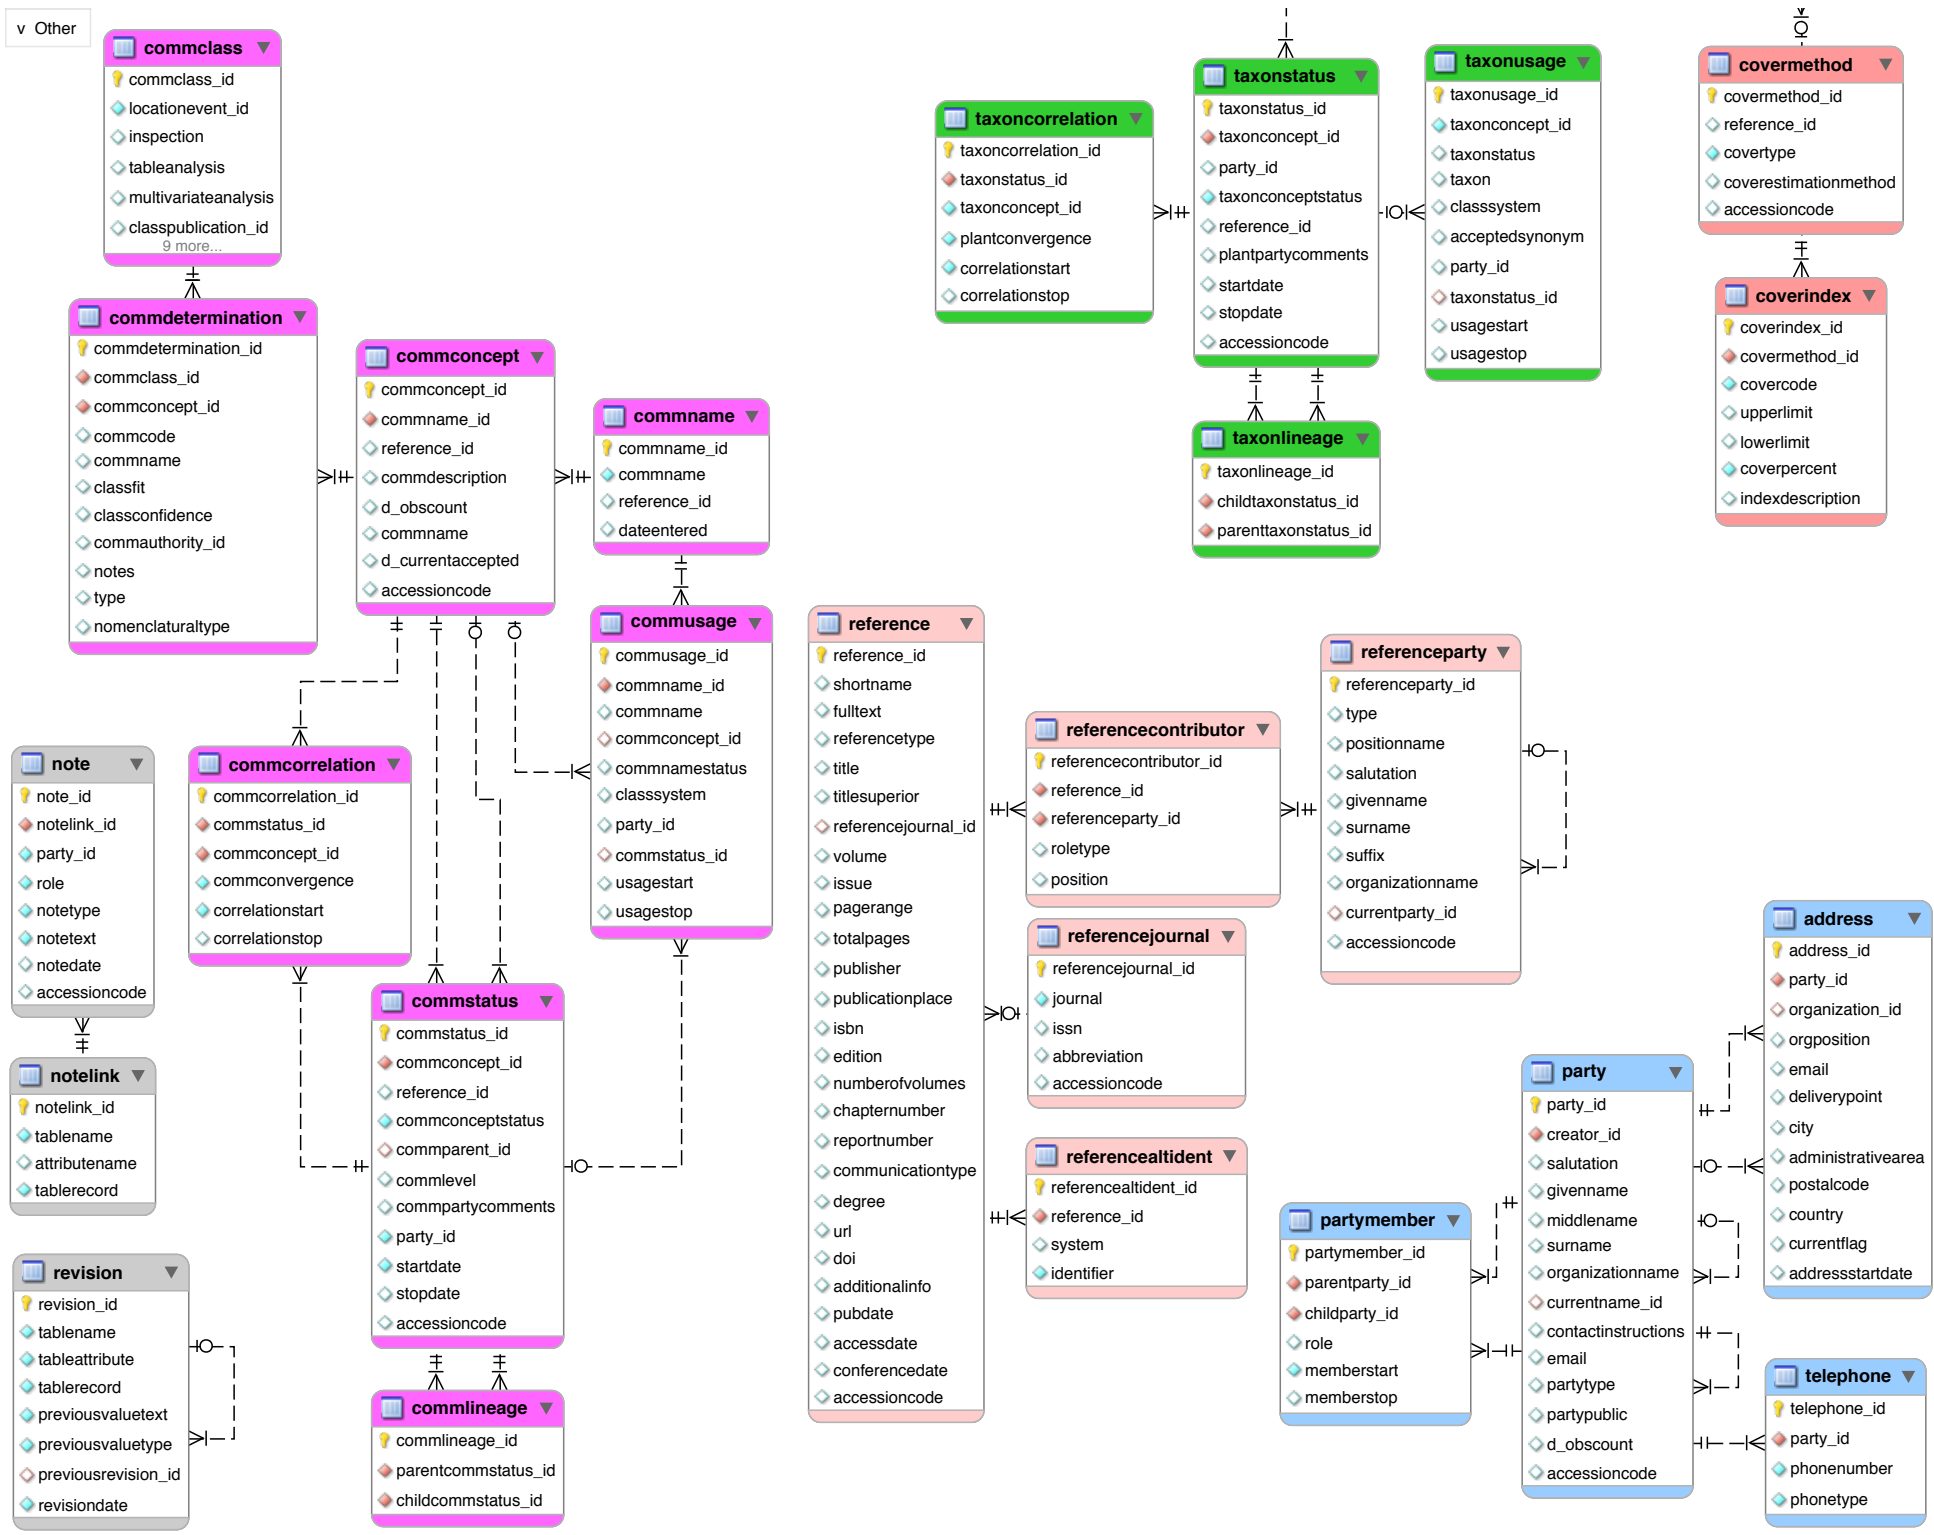 v Other
commclass
commclass_id
locationevent_id
inspection
tableanalysis
multivariateanalysis
classpublication_id
9 more...
commdetermination
commdetermination_id
commclass_id
commconcept_id
commcode
commname
classfit
classconfidence
commauthority_id
notes
type
nomenclaturaltype
commconcept
commconcept_id
commname_id
reference_id
commdescription
d_obscount
commname
d_currentaccepted
accessioncode
commname
commname_id
commname
reference_id
dateentered
commusage
commusage_id
commname_id
commname
commconcept_id
commnamestatus
classsystem
party_id
commstatus_id
usagestart
usagestop
note
note_id
notelink_id
party_id
role
notetype
notetext
notedate
accessioncode
notelink
notelink_id
tablename
attributename
tablerecord
revision
revision_id
tablename
tableattribute
tablerecord
previousvaluetext
previousvaluetype
previousrevision_id
revisiondate
commcorrelation
commcorrelation_id
commstatus_id
commconcept_id
commconvergence
correlationstart
correlationstop
commstatus
commstatus_id
commconcept_id
reference_id
commconceptstatus
commparent_id
commlevel
commpartycomments
party_id
startdate
stopdate
accessioncode
commlineage
commlineage_id
parentcommstatus_id
childcommstatus_id
taxoncorrelation
taxoncorrelation_id
taxonstatus_id
taxonconcept_id
plantconvergence
correlationstart
correlationstop
taxonstatus
taxonstatus_id
taxonconcept_id
party_id
taxonconceptstatus
reference_id
plantpartycomments
startdate
stopdate
accessioncode
taxonusage
taxonusage_id
taxonconcept_id
taxonstatus
taxon
classsystem
acceptedsynonym
party_id
taxonstatus_id
usagestart
usagestop
taxonlineage
taxonlineage_id
childtaxonstatus_id
parenttaxonstatus_id
covermethod
covermethod_id
reference_id
covertype
coverestimationmethod
accessioncode
coverindex
coverindex_id
covermethod_id
covercode
upperlimit
lowerlimit
coverpercent
indexdescription
reference
reference_id
shortname
fulltext
referencetype
title
titlesuperior
referencejournal_id
volume
issue
pagerange
totalpages
publisher
publicationplace
isbn
edition
numberofvolumes
chapternumber
reportnumber
communicationtype
degree
url
doi
additionalinfo
pubdate
accessdate
conferencedate
accessioncode
referencecontributor
referencecontributor_id
reference_id
referenceparty_id
roletype
position
referencejournal
referencejournal_id
journal
issn
abbreviation
accessioncode
referencealtident
referencealtident_id
reference_id
system
identifier
referenceparty
referenceparty_id
type
positionname
salutation
givenname
surname
suffix
organizationname
currentparty_id
accessioncode
partymember
partymember_id
parentparty_id
childparty_id
role
memberstart
memberstop
party
party_id
creator_id
salutation
givenname
middlename
surname
organizationname
currentname_id
contactinstructions
email
partytype
partypublic
d_obscount
accessioncode
address
address_id
party_id
organization_id
orgposition
email
deliverypoint
city
administrativearea
postalcode
country
currentflag
addressstartdate
telephone
telephone_id
party_id
phonenumber
phonetype